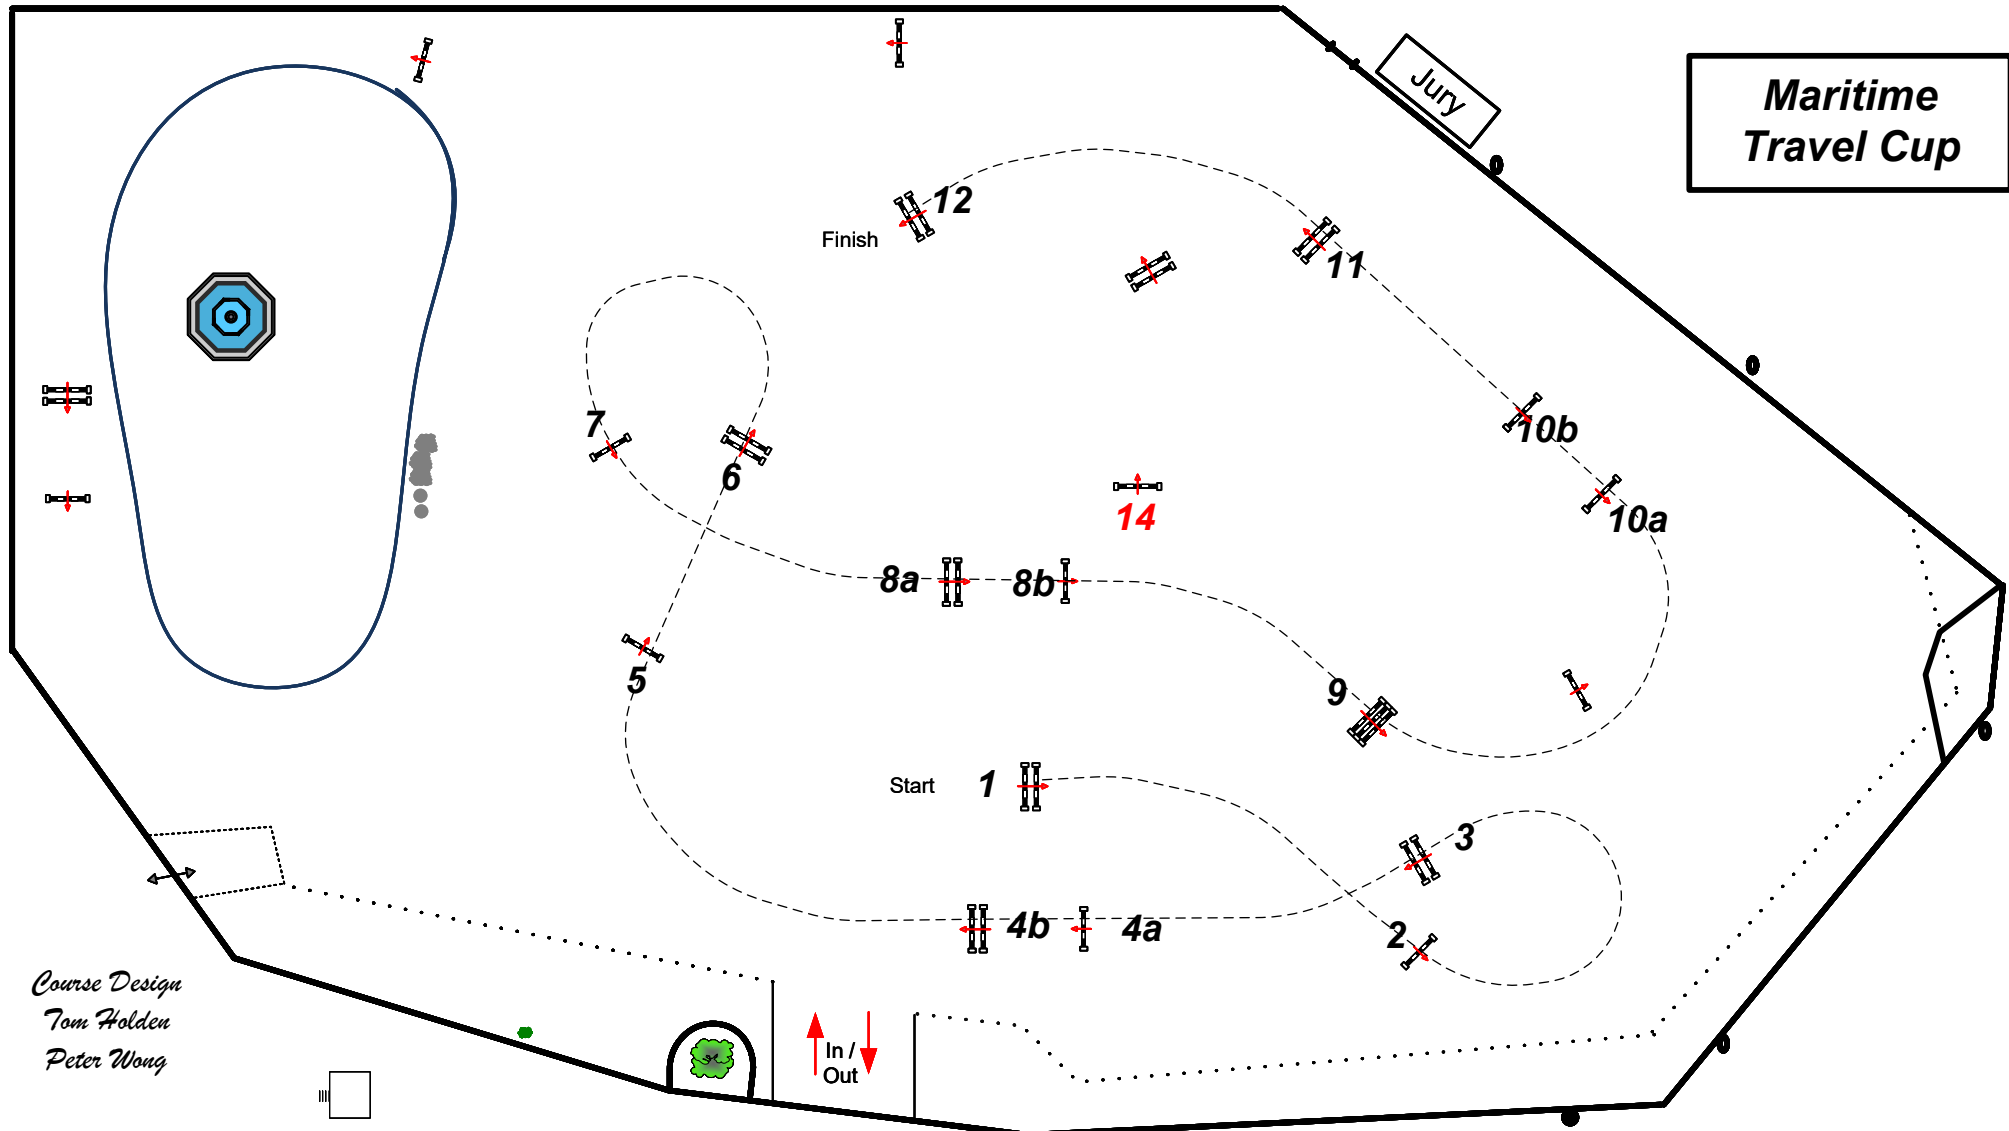 Jury
Maritime
Travel Cup
12
Finish
11
7
10b
6
14
10a
8a
8b
5
9
Start
1
3
4b
4a
2
Course Design
Tom Holden
Peter Wong
In /
Out